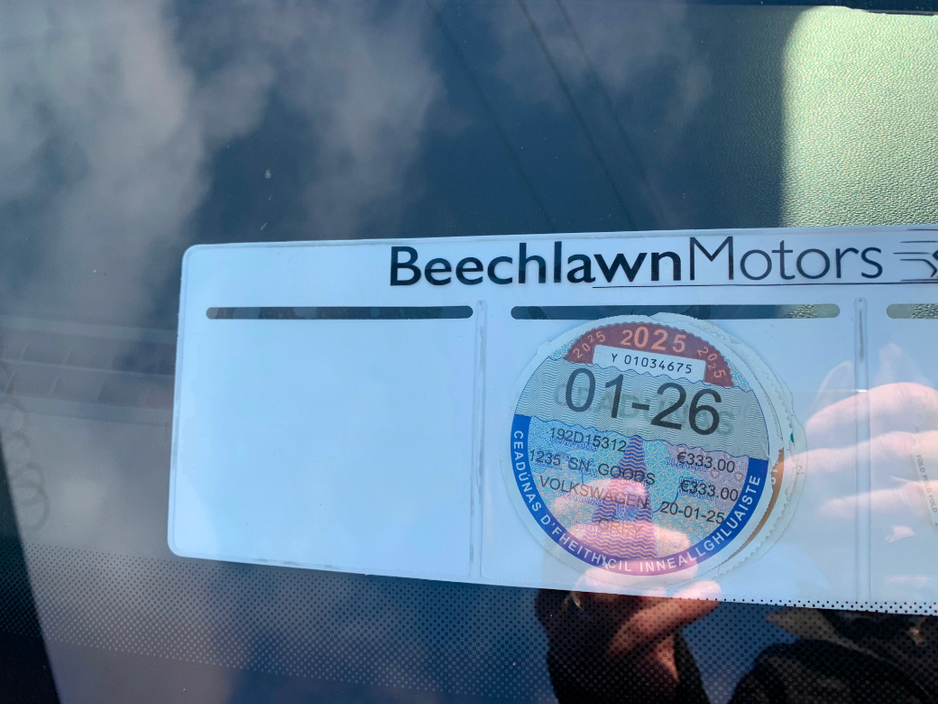 BeechlawnMotors
2025 2025 2025
Y 01034675
01-26
192D15312 €333.00
1235 SN GOODS €333.00
VOLKSWAGEN 20-01-25
CEADÚNAS D'FHEITHICIL INNEALLGHLUAISTE